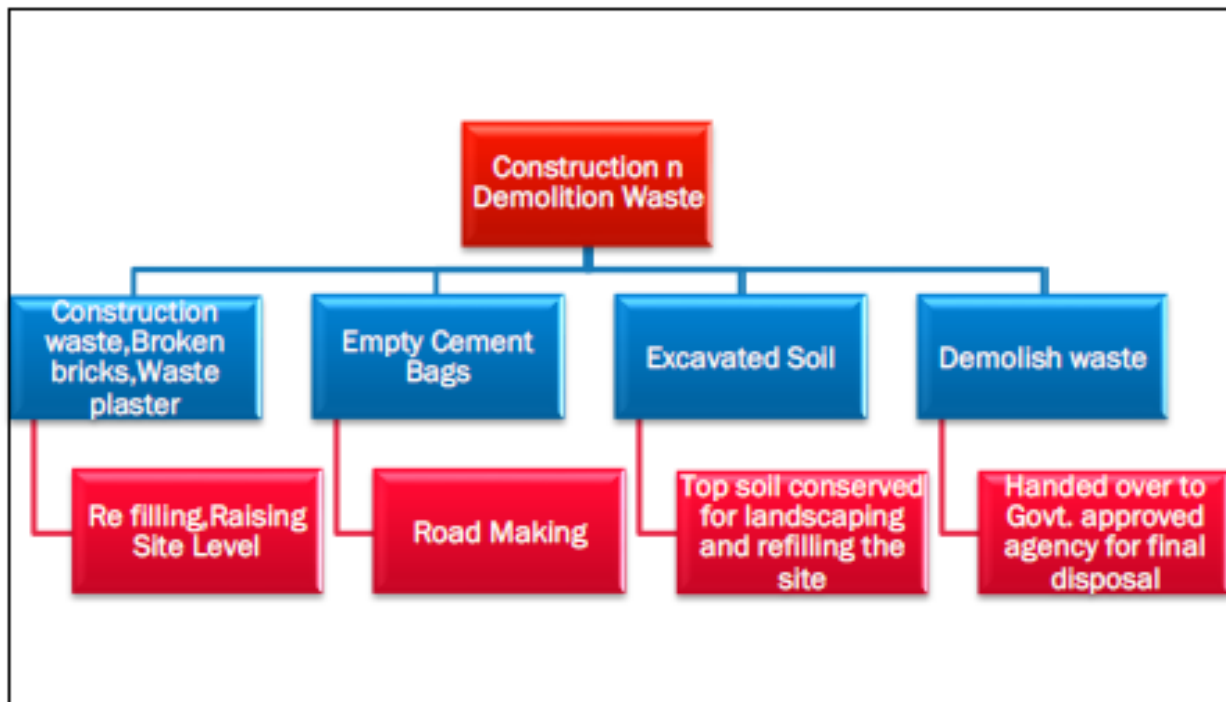 Construction n
Demolition Waste
Construction
waste,Broken
bricks,Waste
plaster
Empty Cement
Bags
Excavated Soil
Demolish waste
Re filling,Raising
Site Level
Road Making
Top soil conserved
for landscaping
and refilling the
site
Handed over to
Govt. approved
agency for final
disposal